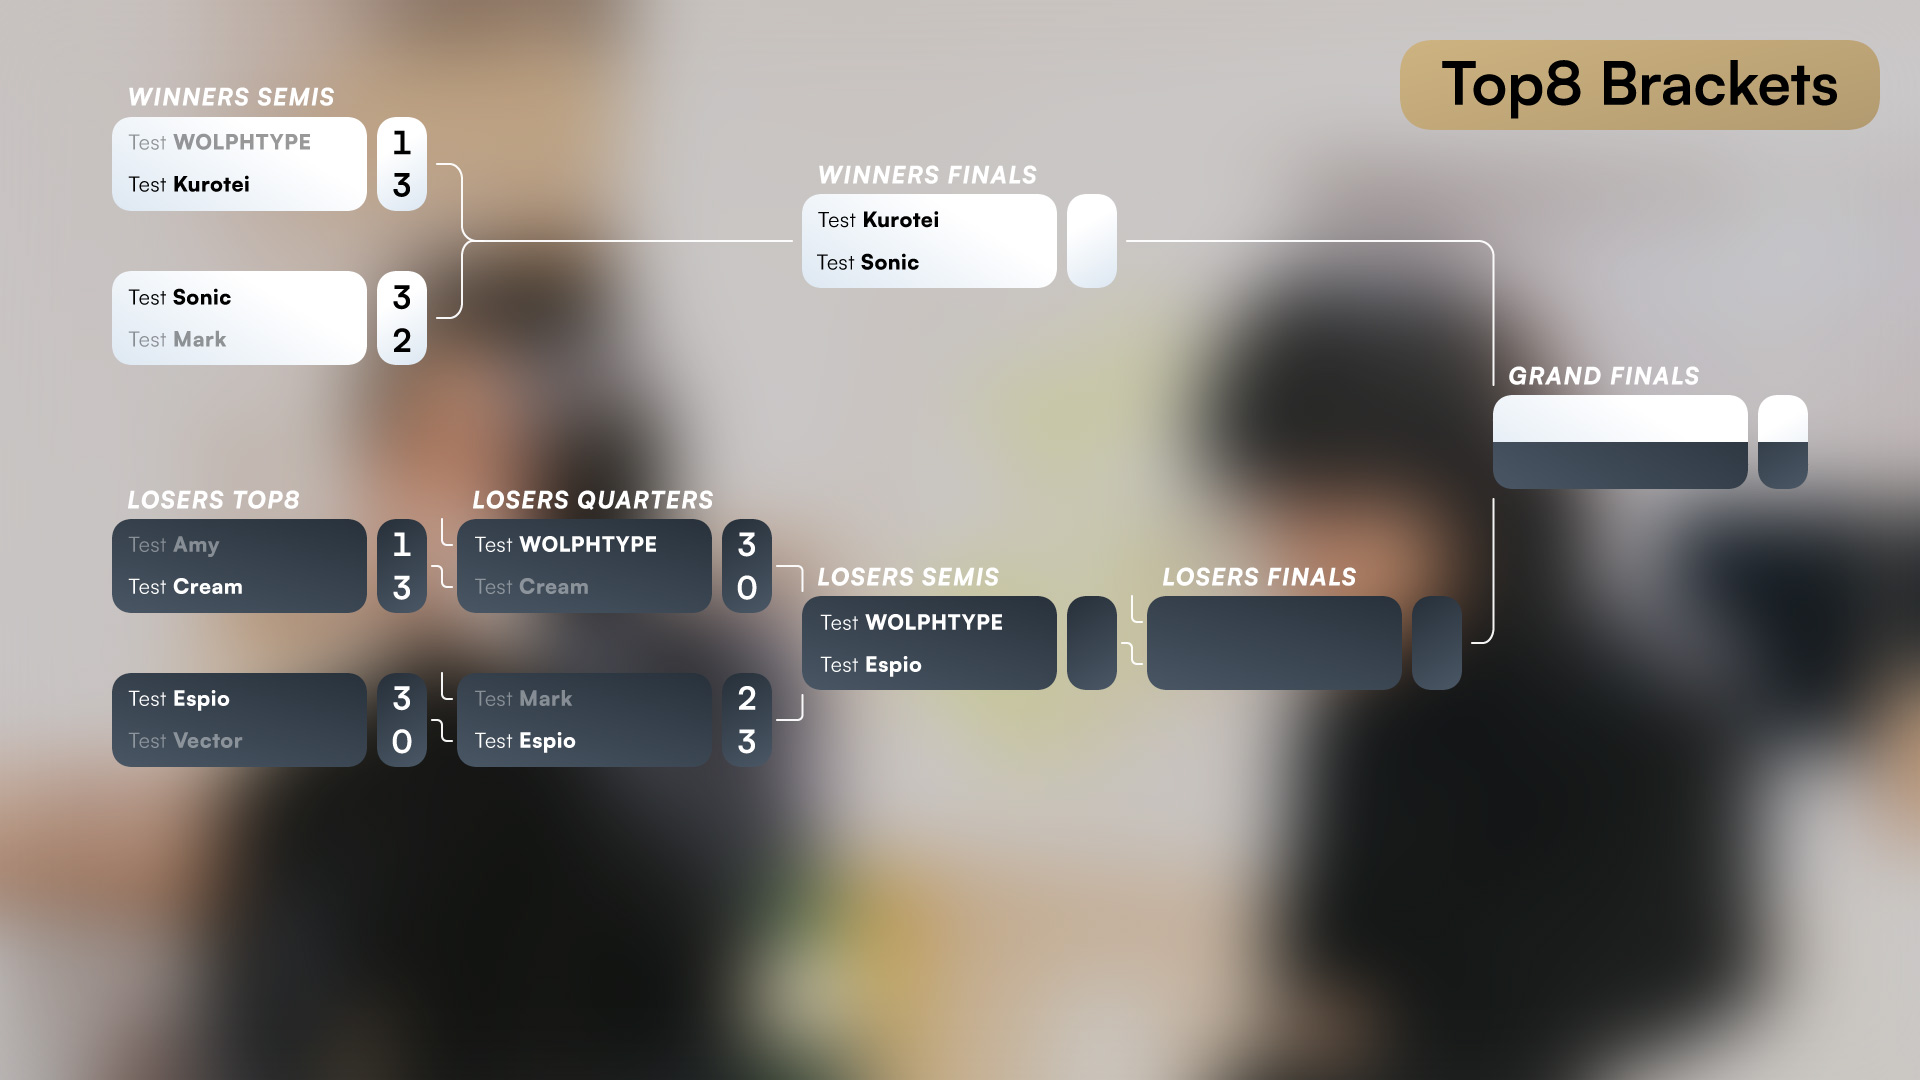 Top8 Brackets
WINNERS SEMIS
Test WOLPHTYPE 1
Test Kurotei 3
Test Sonic 3
Test Mark 2
WINNERS FINALS
Test Kurotei
Test Sonic
GRAND FINALS
LOSERS TOP8
Test Amy 1
Test Cream 3
Test Espio 3
Test Vector 0
LOSERS QUARTERS
Test WOLPHTYPE 3
Test Cream 0
Test Mark 2
Test Espio 3
LOSERS SEMIS
Test WOLPHTYPE
Test Espio
LOSERS FINALS